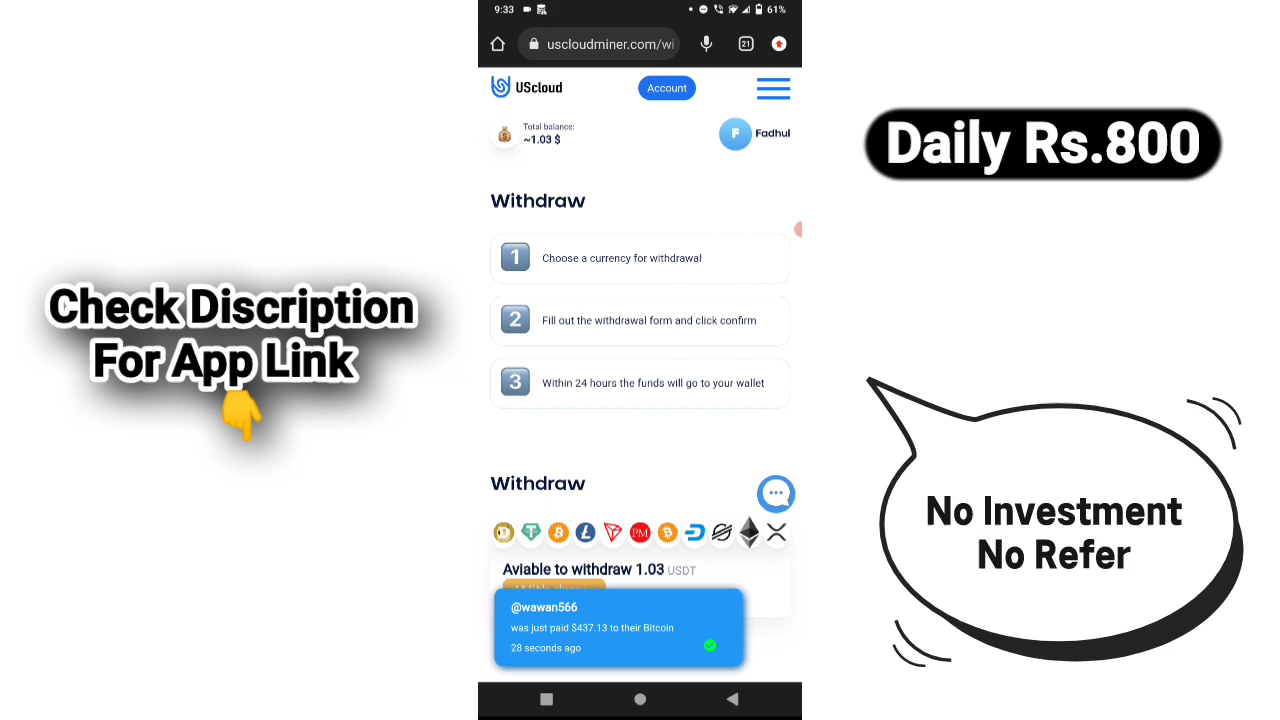 9:33
61%
uscloudminer.com/wi
21
UScloud
Account
Total balance:
~1.03 $
F
Fadhul
Withdraw
1
Choose a currency for withdrawal
2
Fill out the withdrawal form and click confirm
3
Within 24 hours the funds will go to your wallet
Withdraw
PM
Aviable to withdraw 1.03 USDT
@wawan566
was just paid $437.13 to their Bitcoin
28 seconds ago
Check Discription
For App Link
Daily Rs.800
No Investment
No Refer